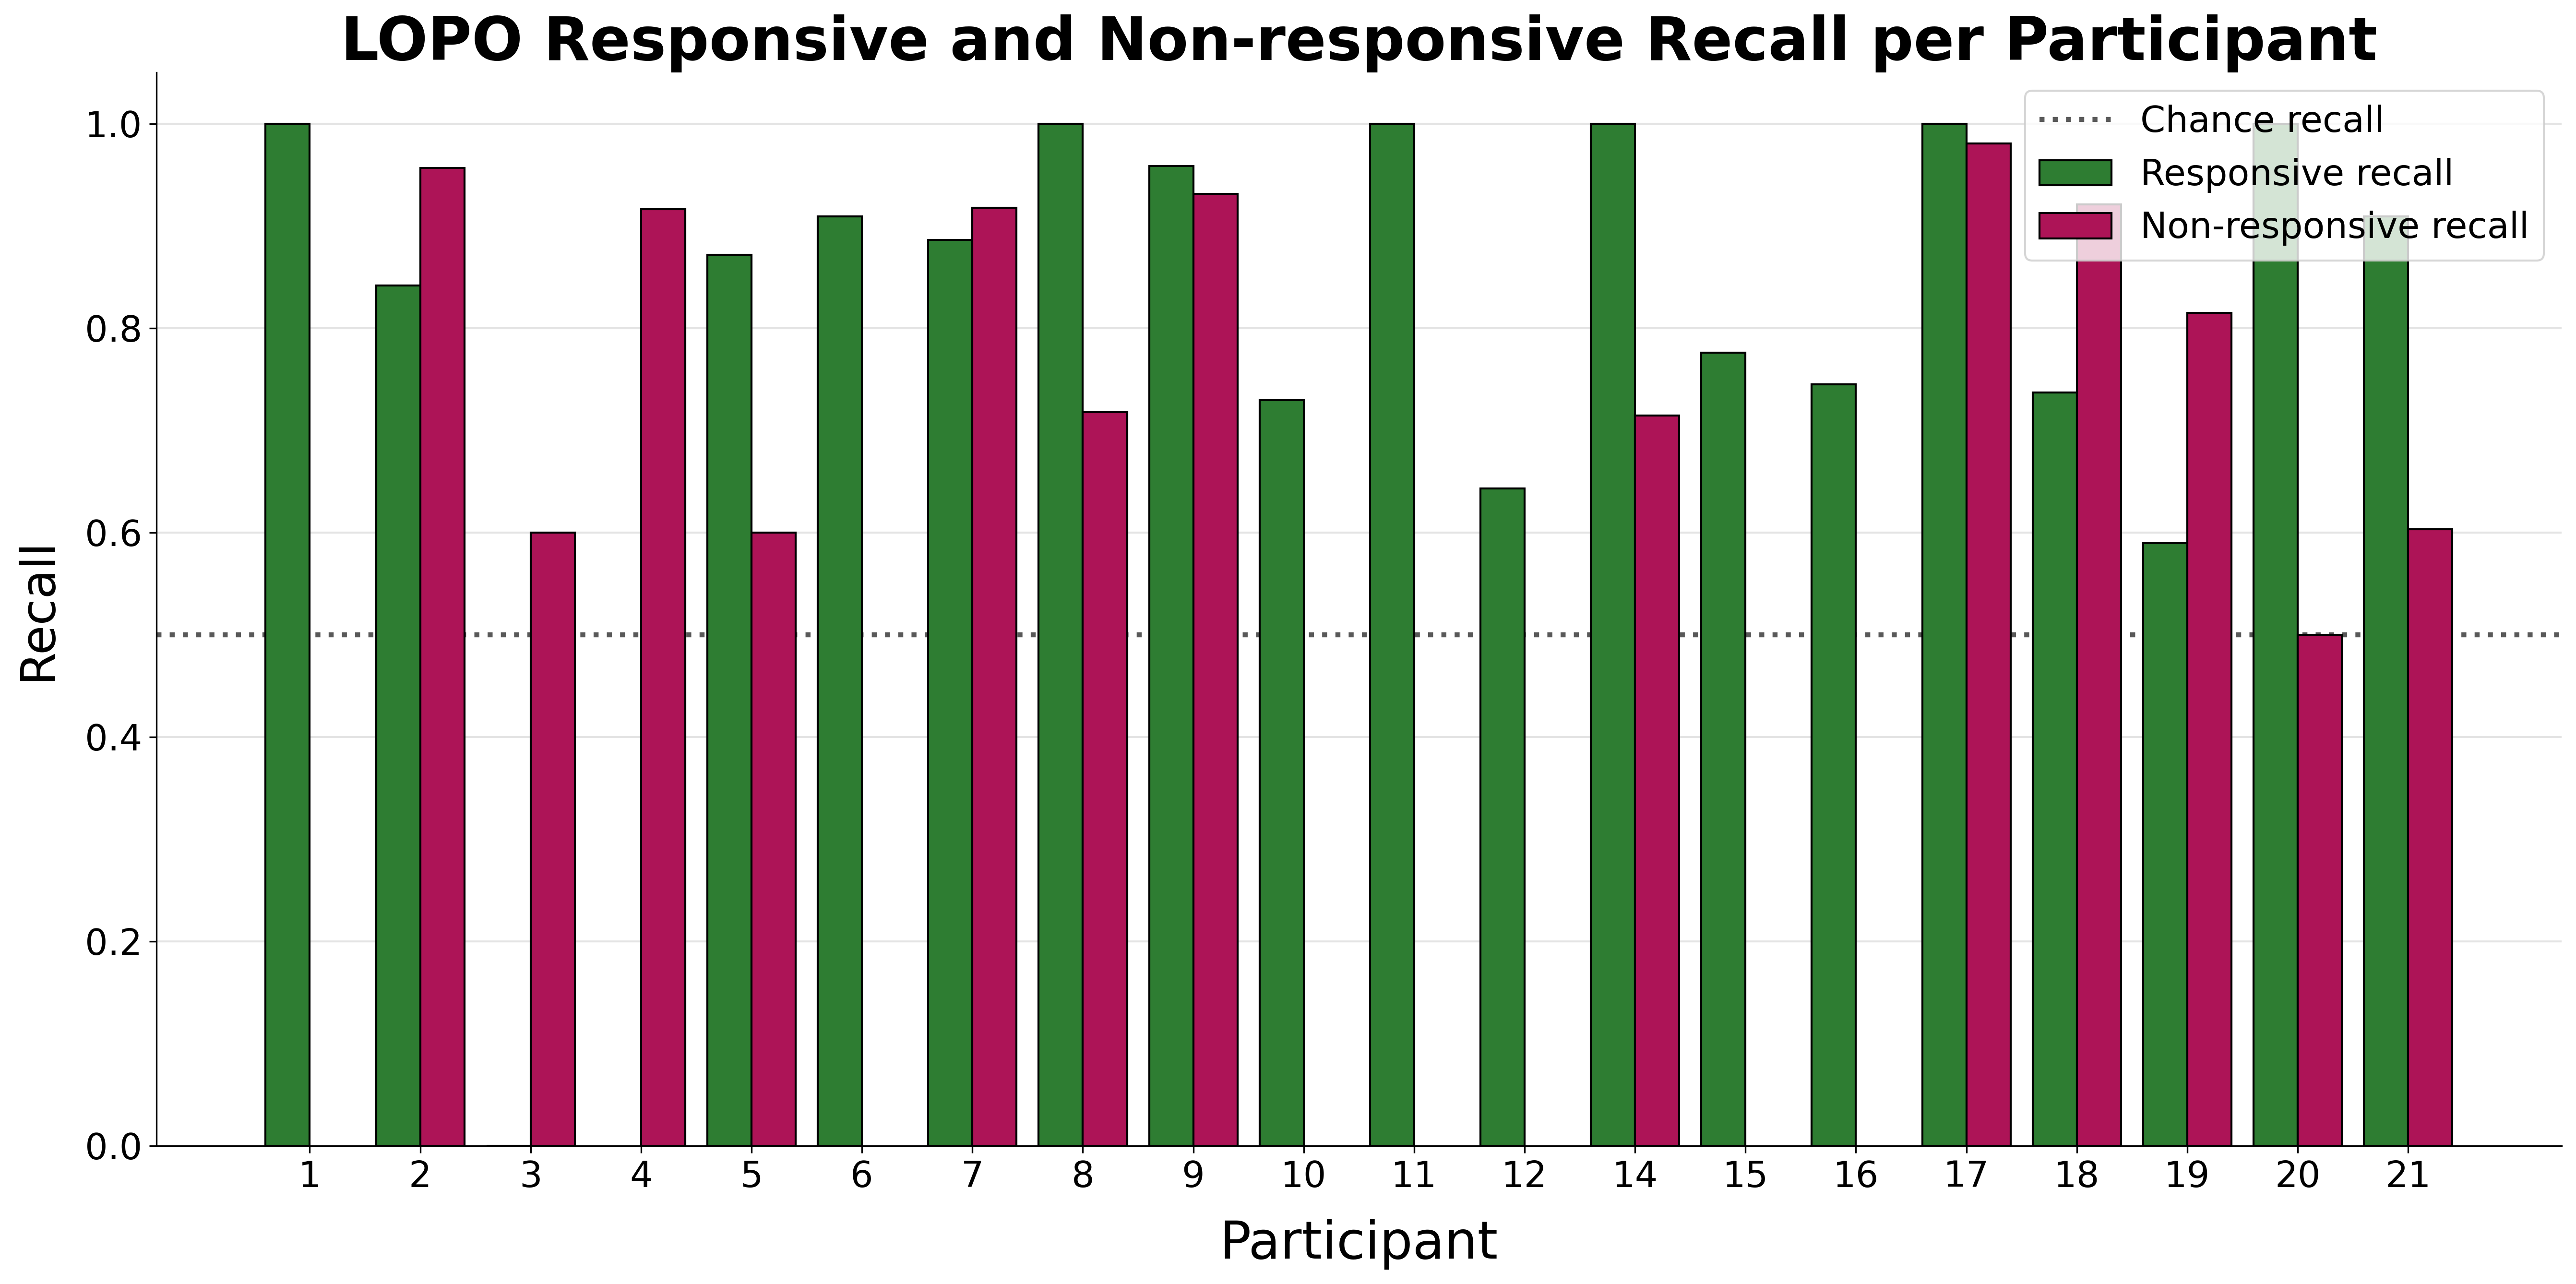 LOPO Responsive and Non-responsive Recall per Participant
Chance recall
Responsive recall
Non-responsive recall
Recall
1.0
0.8
0.6
0.4
0.2
0.0
1 2 3 4 5 6 7 8 9 10 11 12 14 15 16 17 18 19 20 21
Participant